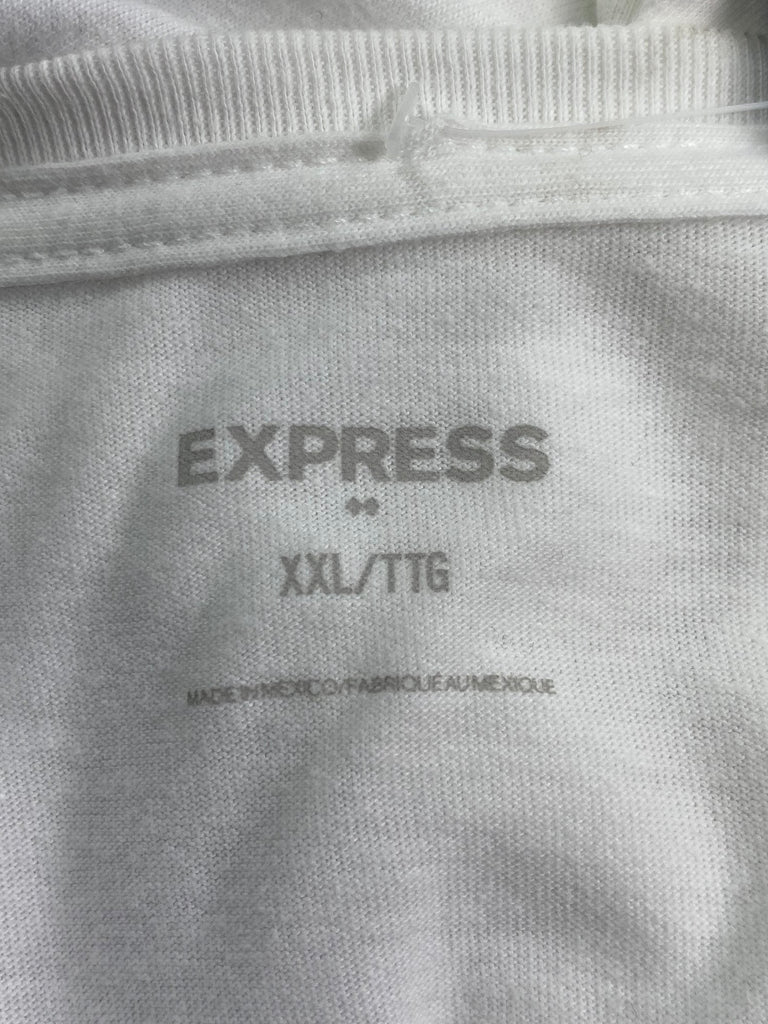 EXPRESS
XXL/TTG
MADE IN MEXICO/FABRIQUÉ AU MEXIQUE